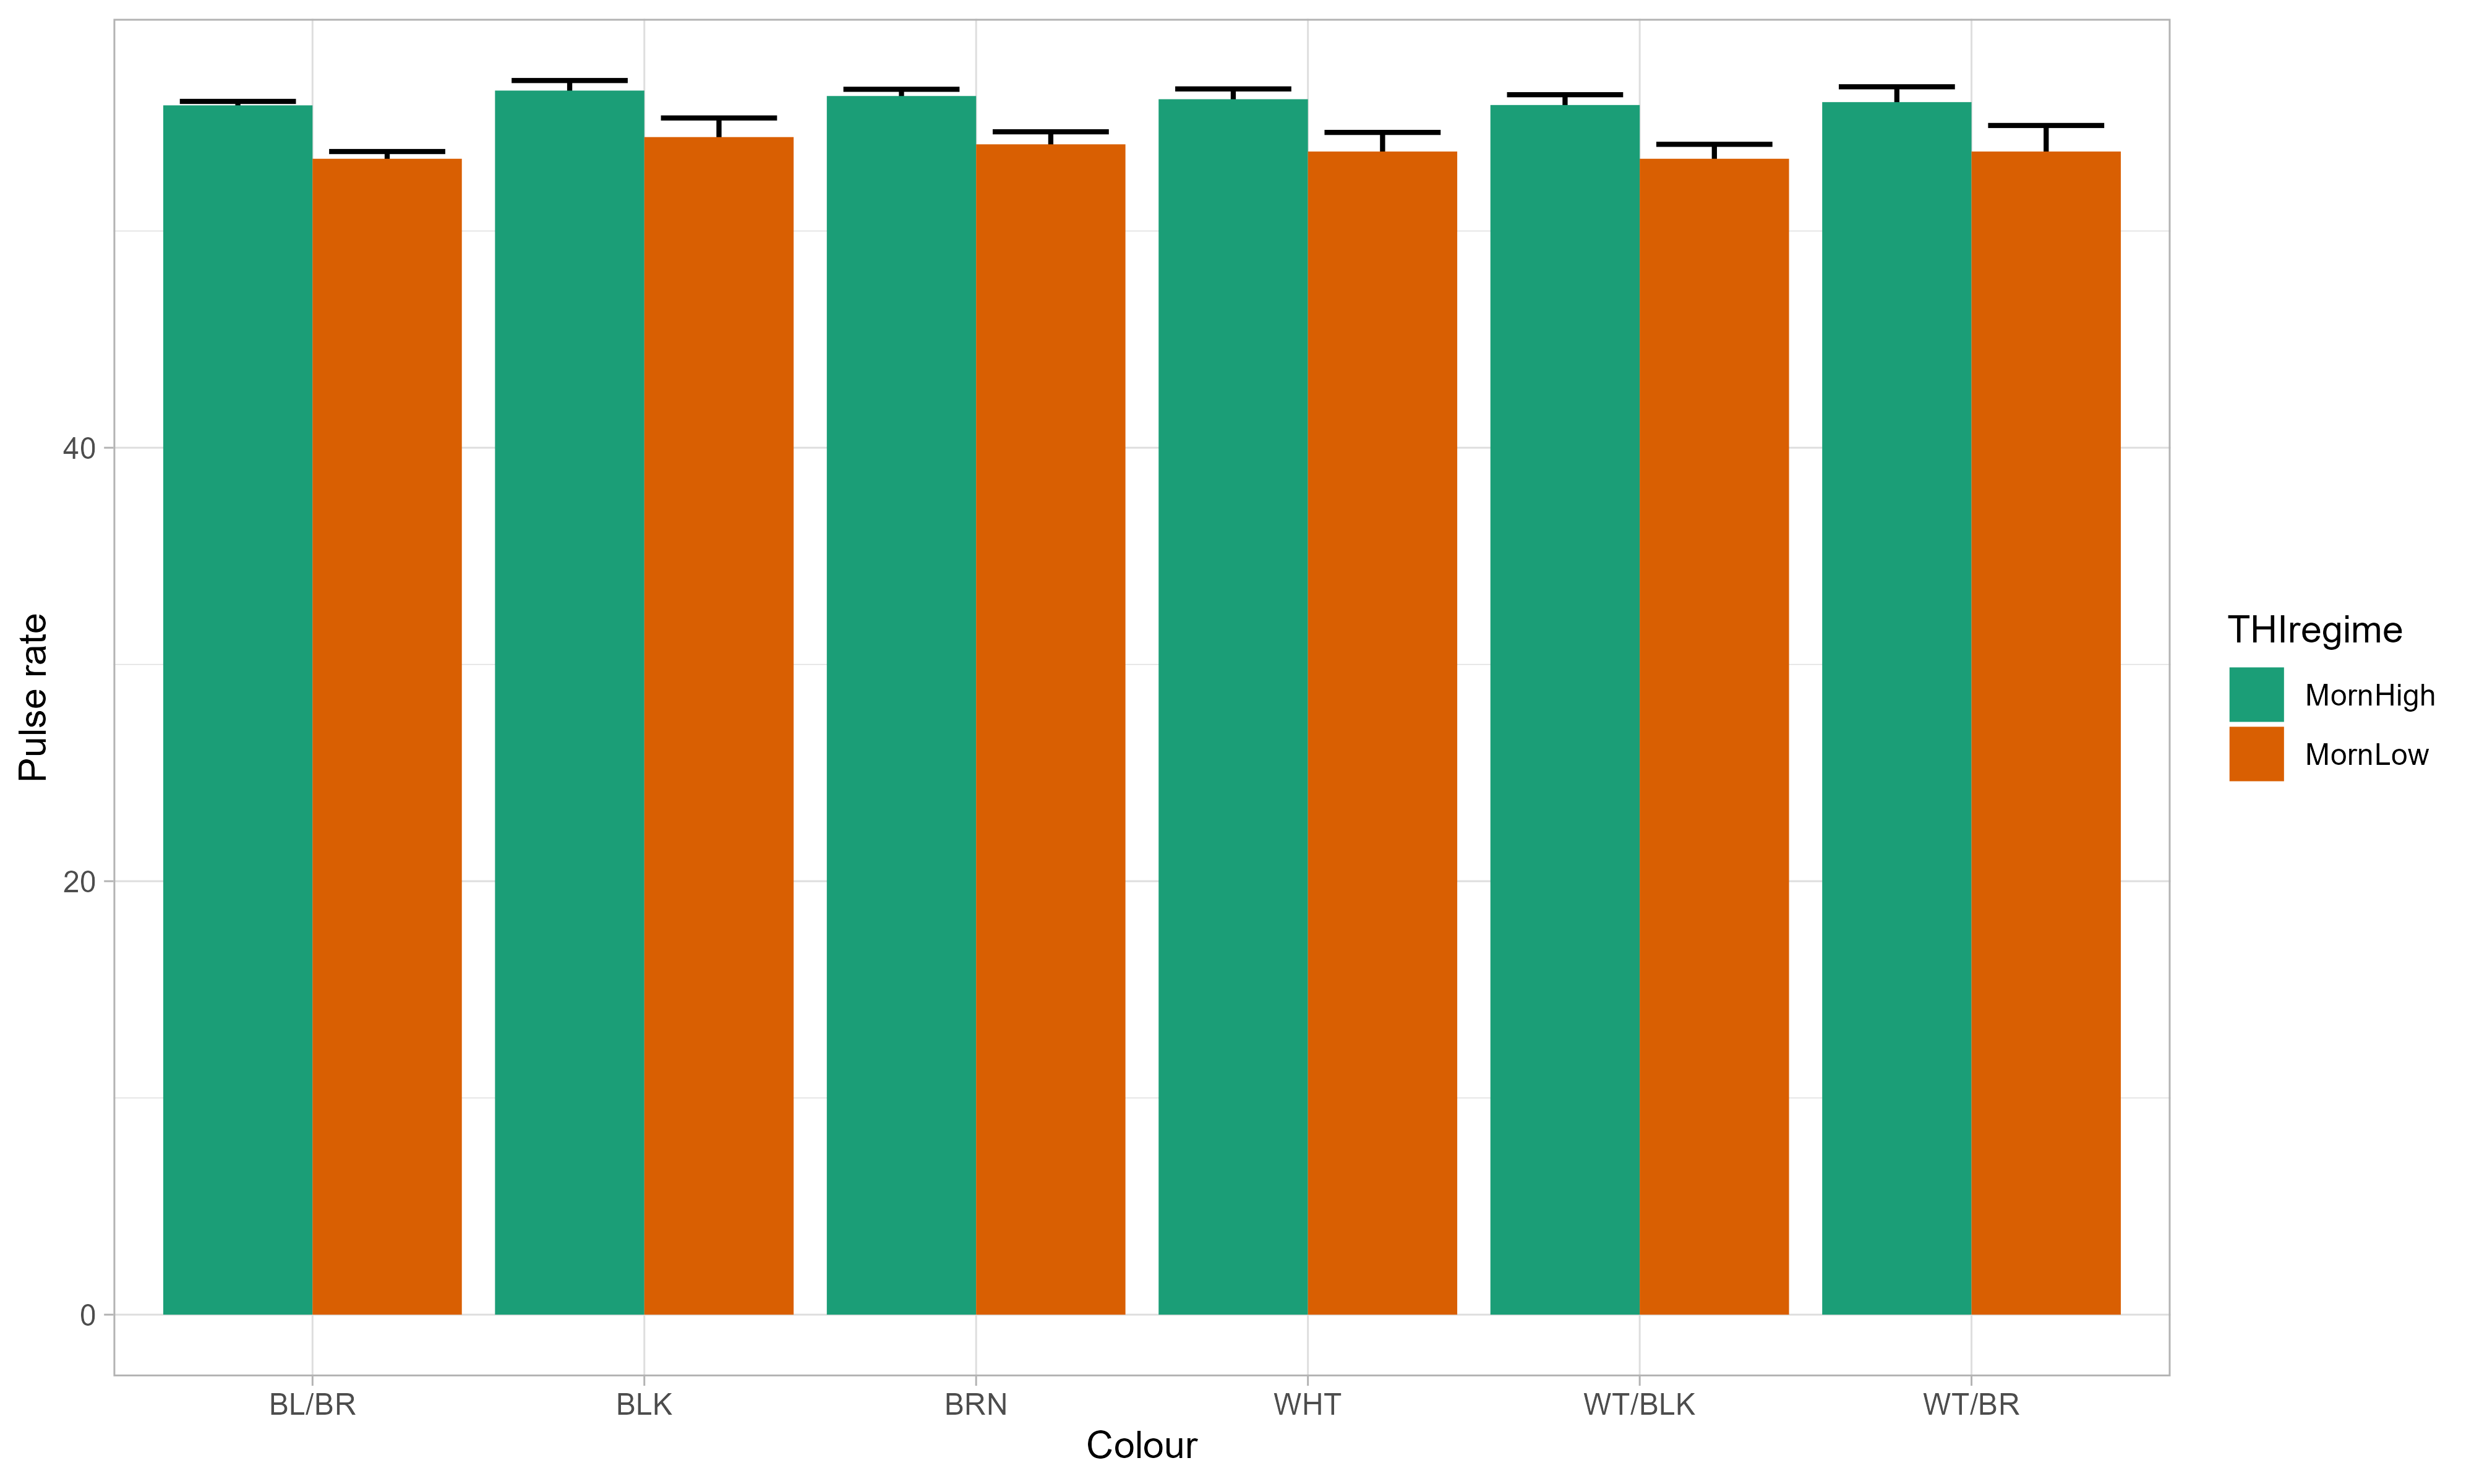 Pulse rate
40
20
0
BL/BR
BLK
BRN
WHT
WT/BLK
WT/BR
Colour
THIregime
MornHigh
MornLow